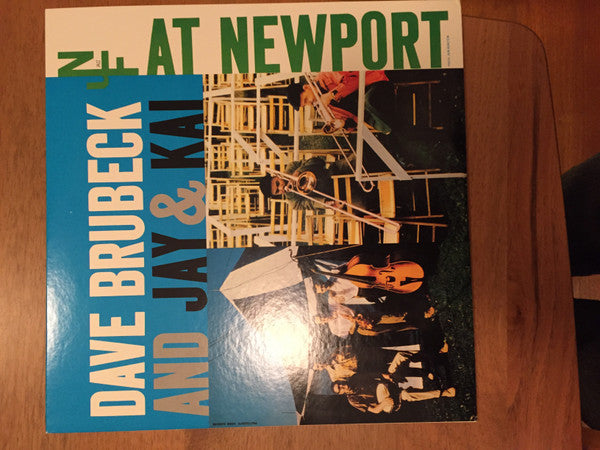 AT NEWPORT
DAVE BRUBECK
AND JAY & KAI